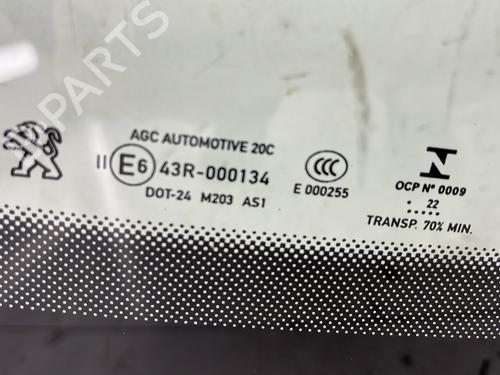 B-PARTS
AGC AUTOMOTIVE 20C
II E6 43R-000134
DOT-24 M203 AS1
CCC
E 000255
OCP Nº 0009
. 22 ..
TRANSP. 70% MIN.